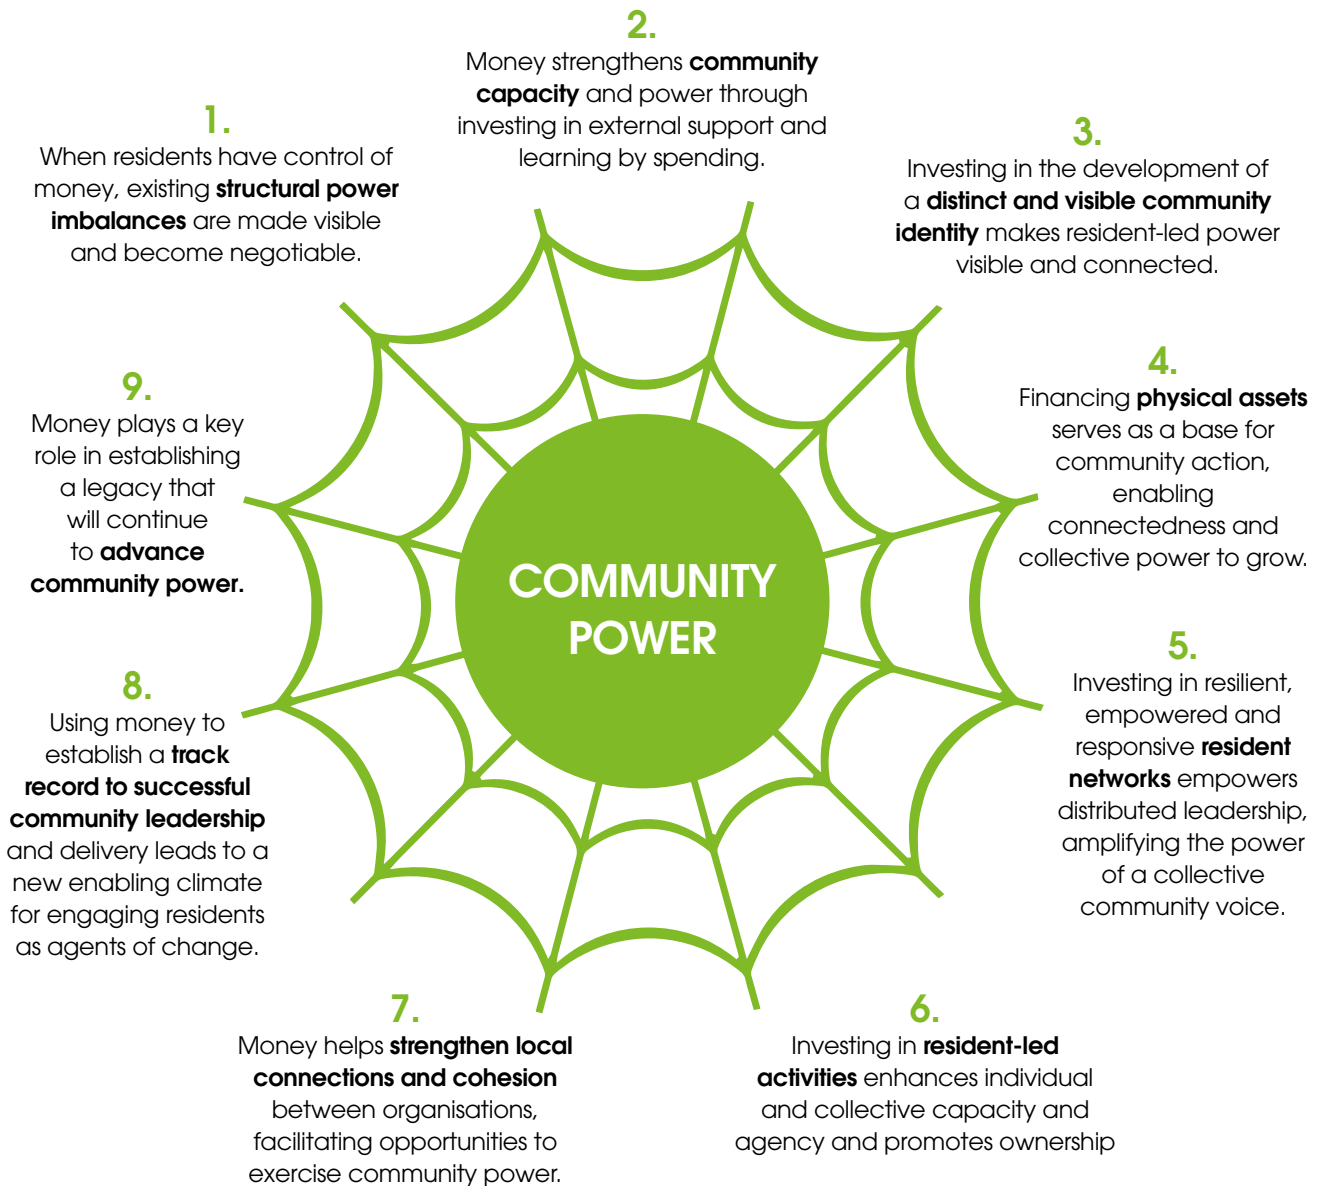 1.
When residents have control of
money, existing structural power
imbalances are made visible
and become negotiable.
2.
Money strengthens community
capacity and power through
investing in external support and
learning by spending.
3.
Investing in the development of
a distinct and visible community
identity makes resident-led power
visible and connected.
4.
Financing physical assets
serves as a base for
community action,
enabling
connectedness and
collective power to grow.
5.
Investing in resilient,
empowered and
responsive resident
networks empowers
distributed leadership,
amplifying the power
of a collective
community voice.
6.
Investing in resident-led
activities enhances individual
and collective capacity and
agency and promotes ownership
7.
Money helps strengthen local
connections and cohesion
between organisations,
facilitating opportunities to
exercise community power.
8.
Using money to
establish a track
record to successful
community leadership
and delivery leads to a
new enabling climate
for engaging residents
as agents of change.
9.
Money plays a key
role in establishing
a legacy that
will continue
to advance
community power.
COMMUNITY
POWER